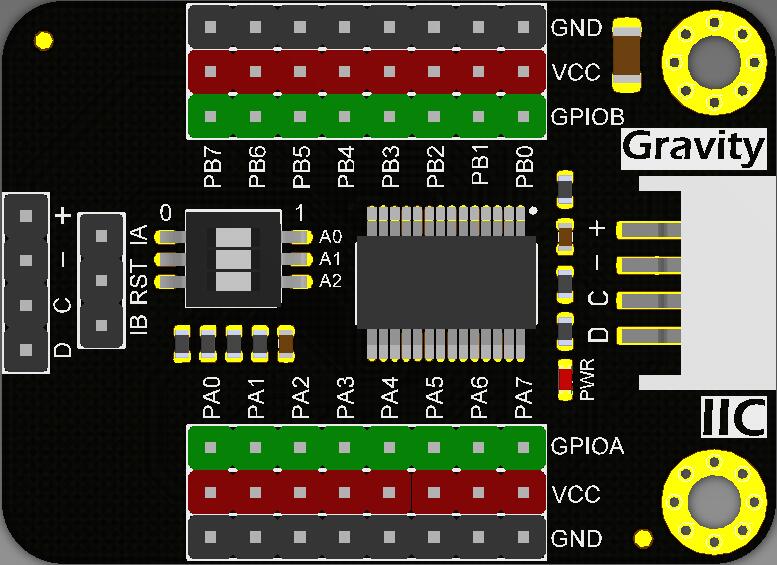 GND
VCC
GPIOB
PB7 PB6 PB5 PB4 PB3 PB2 PB1 PB0
Gravity
+ − C D
IA RST IB
0 1
A0
A1
A2
+ − C D
PWR
PA0 PA1 PA2 PA3 PA4 PA5 PA6 PA7
IIC
GPIOA
VCC
GND